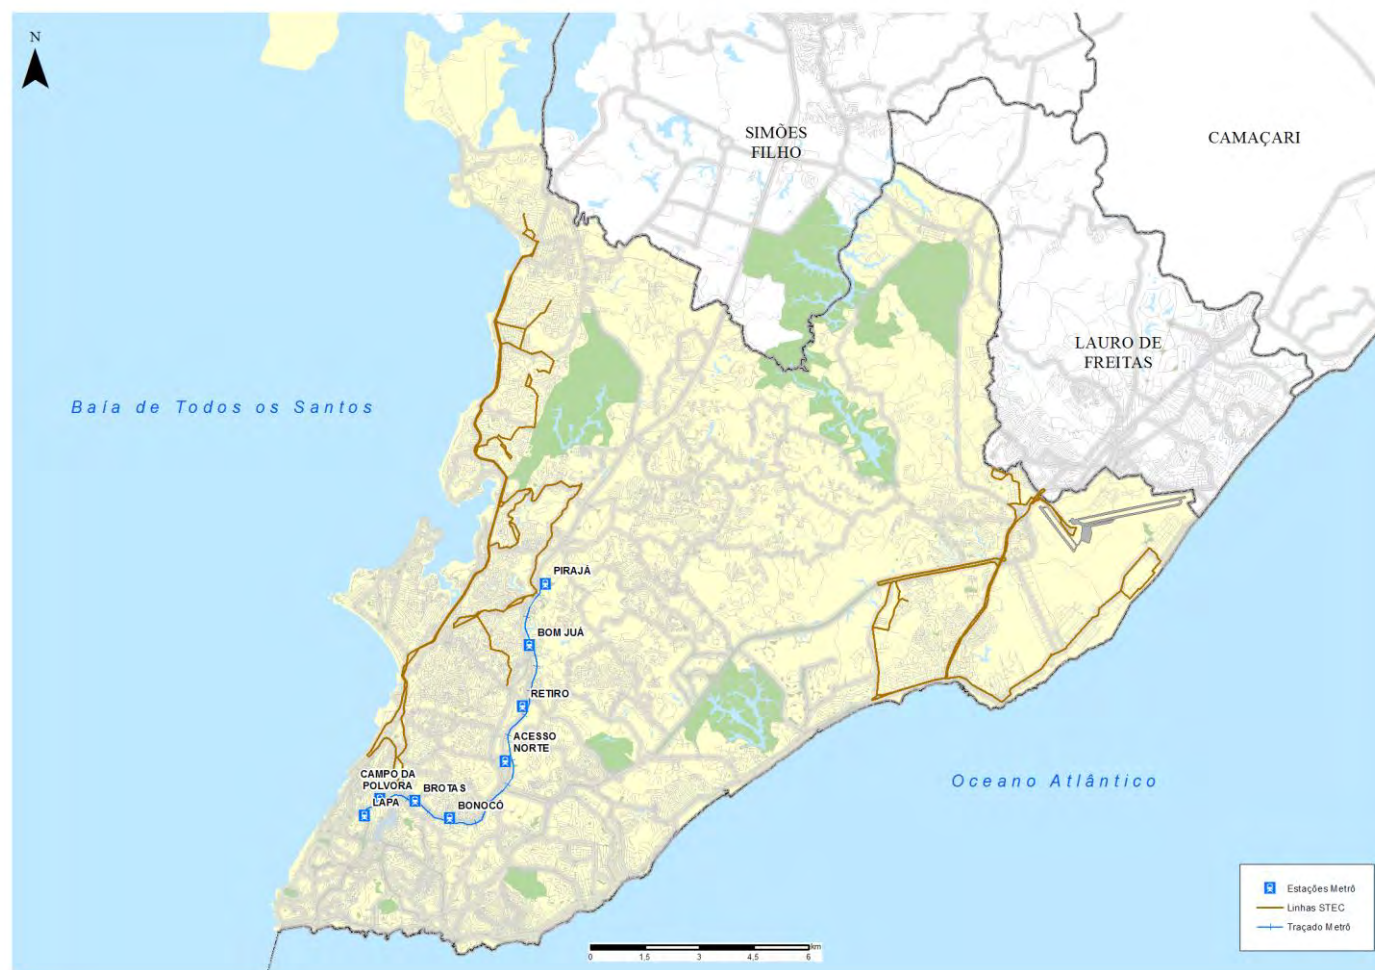 N
SIMÕES
FILHO
CAMAÇARI
LAURO DE
FREITAS
Baía de Todos os Santos
PIRAJÀ
BOM JUÁ
RETIRO
ACESSO
NORTE
CAMPO DA
POLVORA
LAPA
BROTAS
BONOCÔ
Oceano Atlântico
Estações Metrô
Linhas STEC
Traçado Metrô
km
0 1,5 3 4,5 6